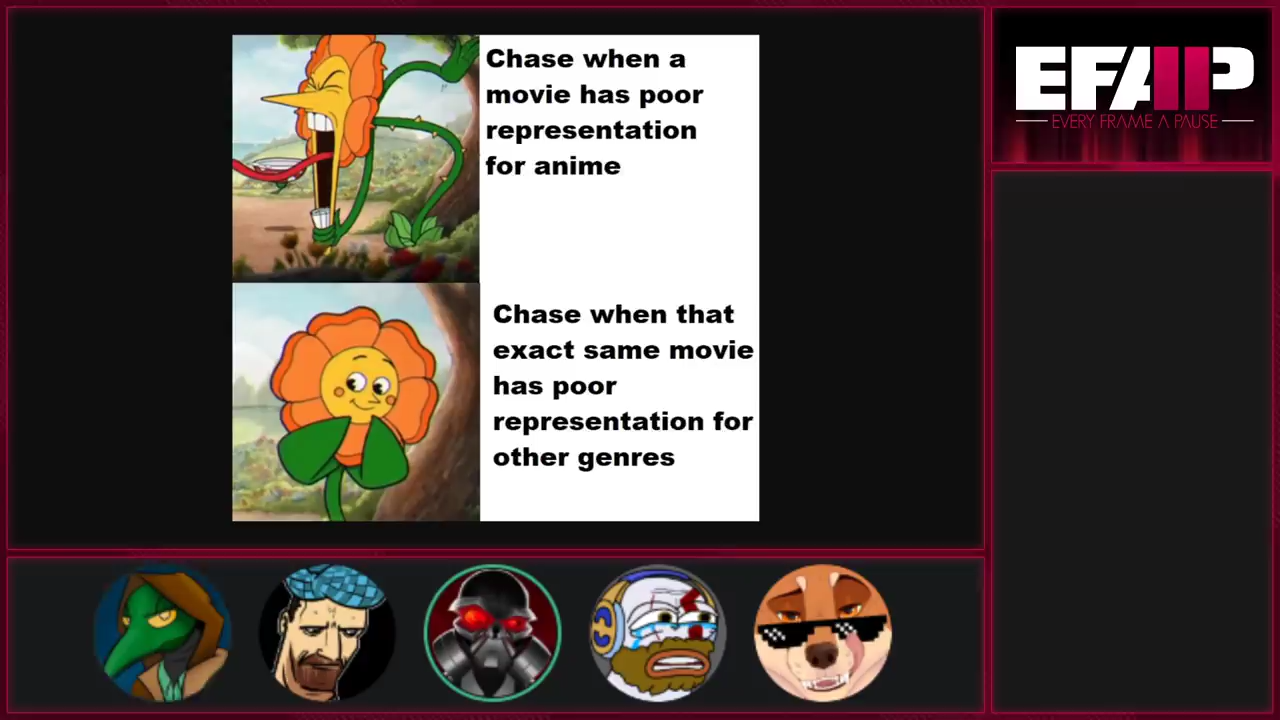 Chase when a
movie has poor
representation
for anime
Chase when that
exact same movie
has poor
representation for
other genres
EFAP
EVERY FRAME A PAUSE